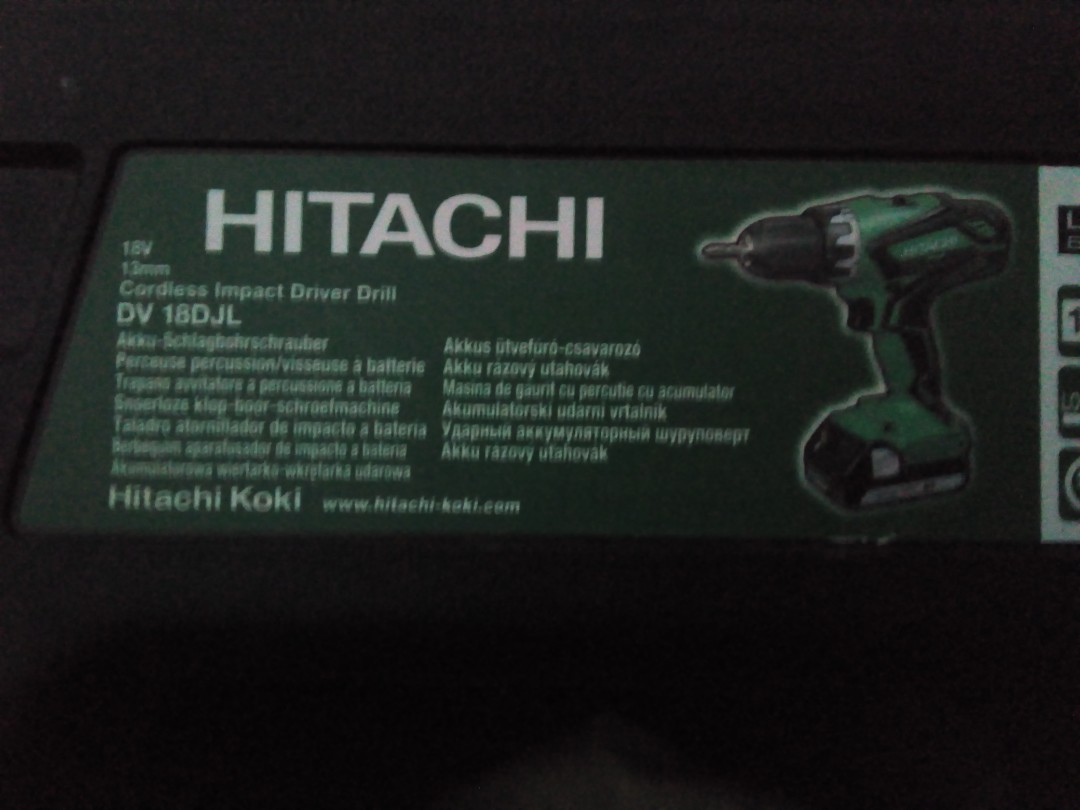 HITACHI
18V
13mm
Cordless Impact Driver Drill
DV 18DJL
Akku-Schlagbohrschrauber
Perceuse percussion/visseuse à batterie
Trapano avvitatore a percussione a batteria
Snoerloze klop-boor-schroefmachine
Taladro atornillador de impacto a bateria
Berbequim aparafusador de impacto a bateria
Akumulatorowa wiertarko-wkrętarka udarowa
Akkus ütvefúró-csavarozó
Akku rázový utahovák
Masina de gaurit cu percutie cu acumulator
Akumulatorski udarni vrtalnik
Ударный аккумуляторный шуруповерт
Akku rázový utahovák
Hitachi Koki www.hitachi-koki.com